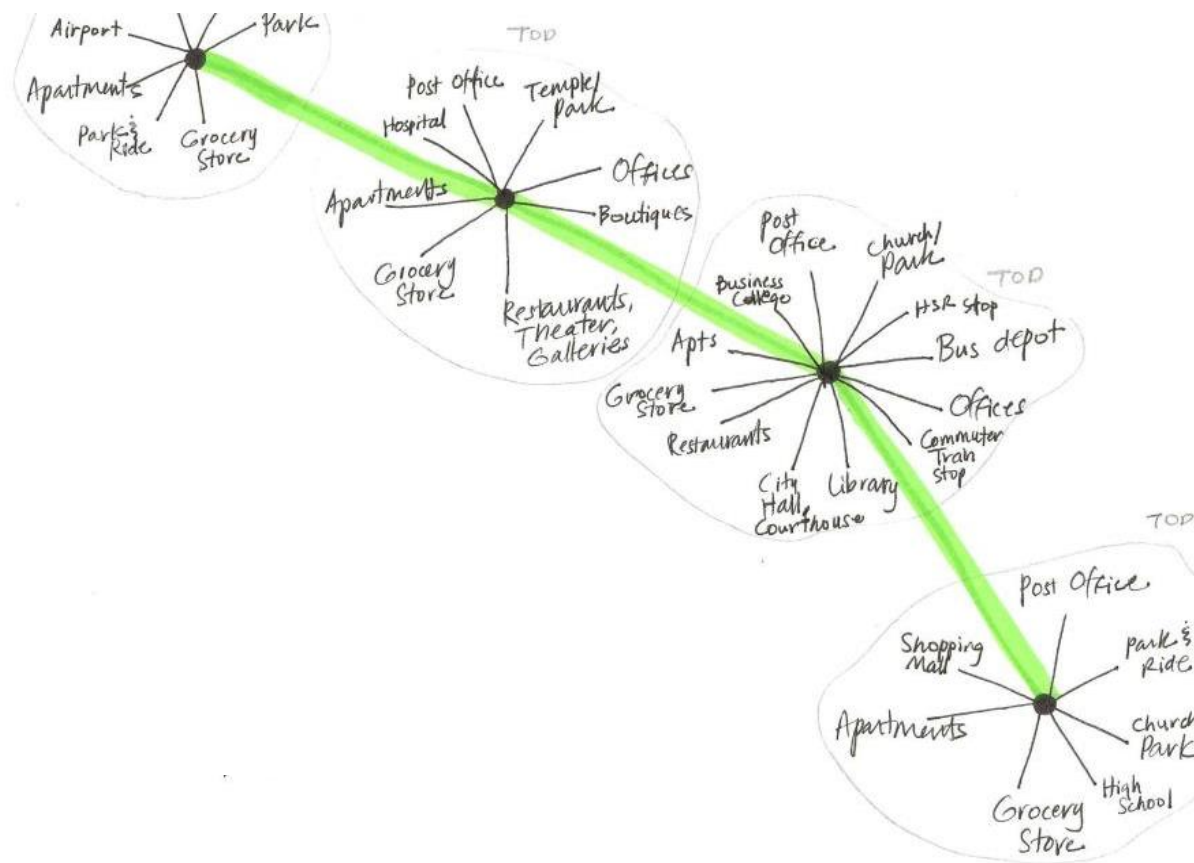 Airport
Park
Apartments
Park &
Ride
Grocery
Store
TOD
Post Office
Temple/
Park
Hospital
Offices
Apartments
Boutiques
Grocery
Store
Restaurants,
Theater,
Galleries
TOD
Post
Office
Church/
Park
Business
College
HSR Stop
Apts
Bus depot
Grocery
Store
Offices
Restaurants
Commuter
Train
Stop
City
Hall,
Courthouse
Library
TOD
Post Office
Shopping
Mall
Park &
Ride
Apartments
Church
Park
High
School
Grocery
Store